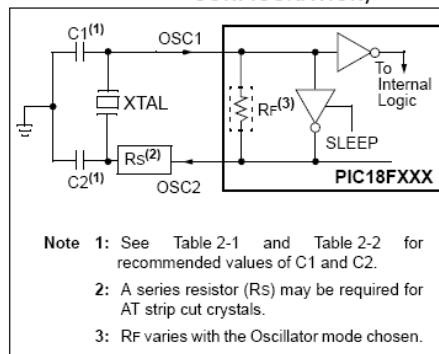 C1(1)
OSC1
To
Internal
Logic
XTAL
RF(3)
SLEEP
C2(1)
RS(2)
OSC2
PIC18FXXX
Note 1: See Table 2-1 and Table 2-2 for
recommended values of C1 and C2.
2: A series resistor (RS) may be required for
AT strip cut crystals.
3: RF varies with the Oscillator mode chosen.